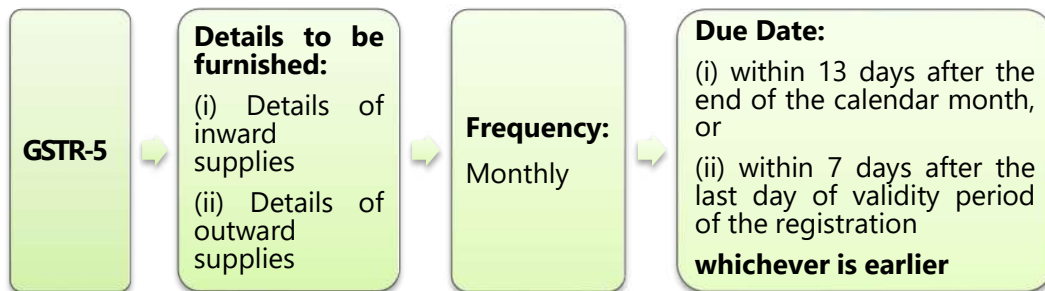 GSTR-5
Details to be
furnished:
(i) Details of
inward
supplies
(ii) Details of
outward
supplies
Frequency:
Monthly
Due Date:
(i) within 13 days after the
end of the calendar month,
or
(ii) within 7 days after the
last day of validity period
of the registration
whichever is earlier